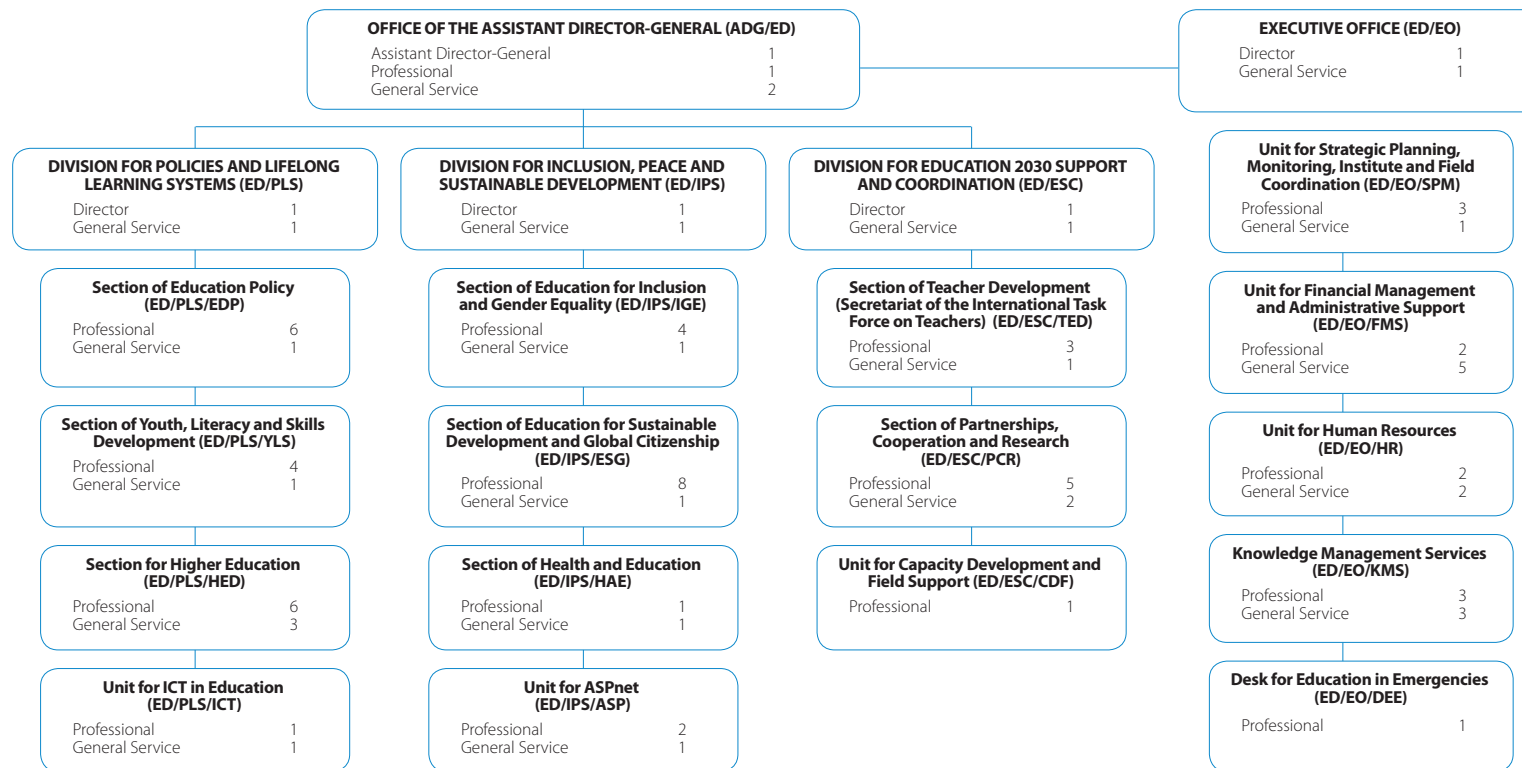 OFFICE OF THE ASSISTANT DIRECTOR-GENERAL (ADG/ED)
Assistant Director-General 1
Professional 1
General Service 2
EXECUTIVE OFFICE (ED/EO)
Director 1
General Service 1
DIVISION FOR POLICIES AND LIFELONG
LEARNING SYSTEMS (ED/PLS)
Director 1
General Service 1
Section of Education Policy
(ED/PLS/EDP)
Professional 6
General Service 1
Section of Youth, Literacy and Skills
Development (ED/PLS/YLS)
Professional 4
General Service 1
Section for Higher Education
(ED/PLS/HED)
Professional 6
General Service 3
Unit for ICT in Education
(ED/PLS/ICT)
Professional 1
General Service 1
DIVISION FOR INCLUSION, PEACE AND
SUSTAINABLE DEVELOPMENT (ED/IPS)
Director 1
General Service 1
Section of Education for Inclusion
and Gender Equality (ED/IPS/IGE)
Professional 4
General Service 1
Section of Education for Sustainable
Development and Global Citizenship
(ED/IPS/ESG)
Professional 8
General Service 1
Section of Health and Education
(ED/IPS/HAE)
Professional 1
General Service 1
Unit for ASPnet
(ED/IPS/ASP)
Professional 2
General Service 1
DIVISION FOR EDUCATION 2030 SUPPORT
AND COORDINATION (ED/ESC)
Director 1
General Service 1
Section of Teacher Development
(Secretariat of the International Task
Force on Teachers) (ED/ESC/TED)
Professional 3
General Service 1
Section of Partnerships,
Cooperation and Research
(ED/ESC/PCR)
Professional 5
General Service 2
Unit for Capacity Development and
Field Support (ED/ESC/CDF)
Professional 1
Unit for Strategic Planning,
Monitoring, Institute and Field
Coordination (ED/EO/SPM)
Professional 3
General Service 1
Unit for Financial Management
and Administrative Support
(ED/EO/FMS)
Professional 2
General Service 5
Unit for Human Resources
(ED/EO/HR)
Professional 2
General Service 2
Knowledge Management Services
(ED/EO/KMS)
Professional 3
General Service 3
Desk for Education in Emergencies
(ED/EO/DEE)
Professional 1